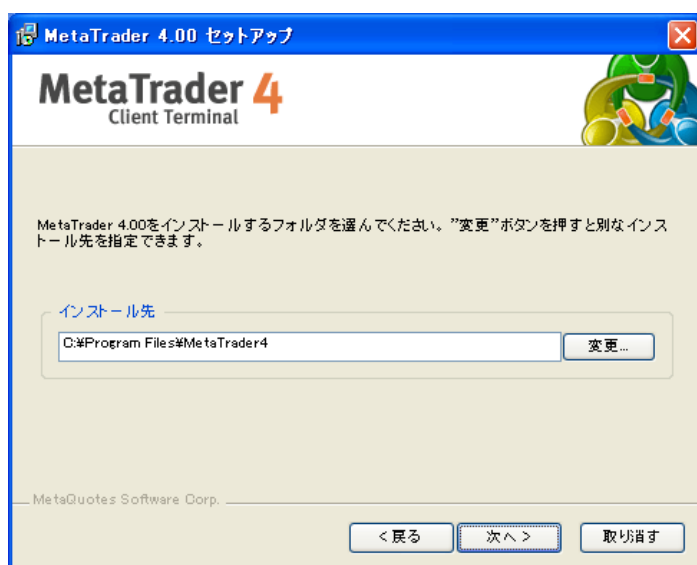 MetaTrader 4.00 セットアップ
MetaTrader 4
Client Terminal
MetaTrader 4.00をインストールするフォルダを選んでください。”変更”ボタンを押すと別なインス
トール先を指定できます。
インストール先
C:¥Program Files¥MetaTrader4
変更...
MetaQuotes Software Corp.
<戻る
次へ>
取り消す